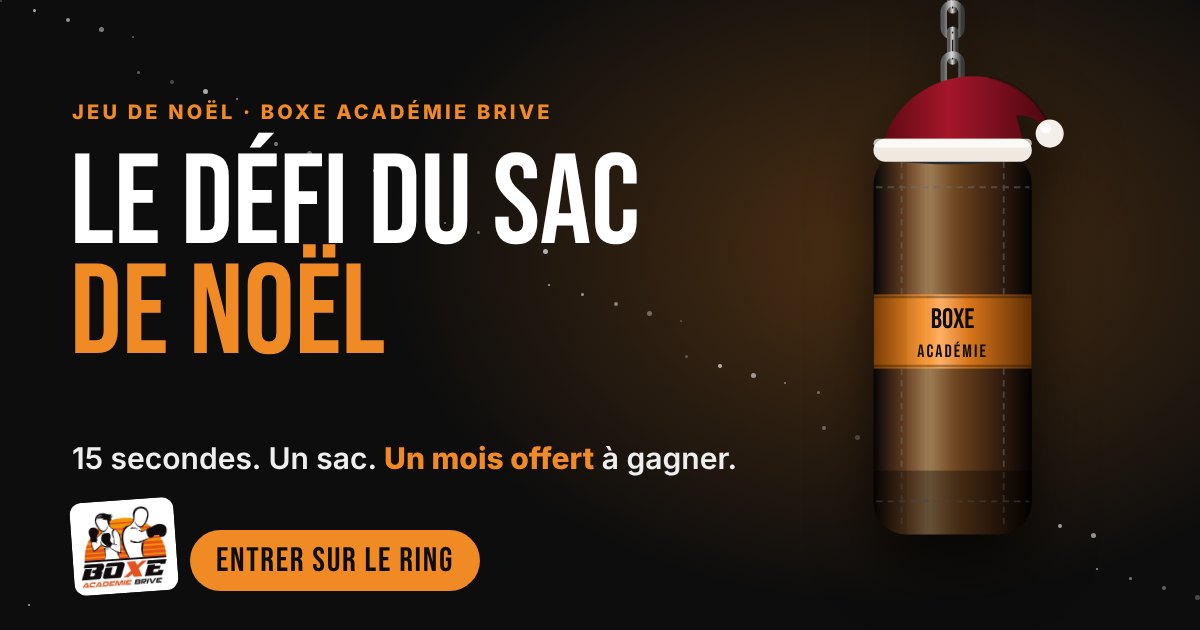 JEU DE NOËL · BOXE ACADÉMIE BRIVE
LE DÉFI DU SAC
DE NOËL
15 secondes. Un sac. Un mois offert à gagner.
BOXE
ACADEMIE BRIVE
ENTRER SUR LE RING
BOXE
ACADÉMIE